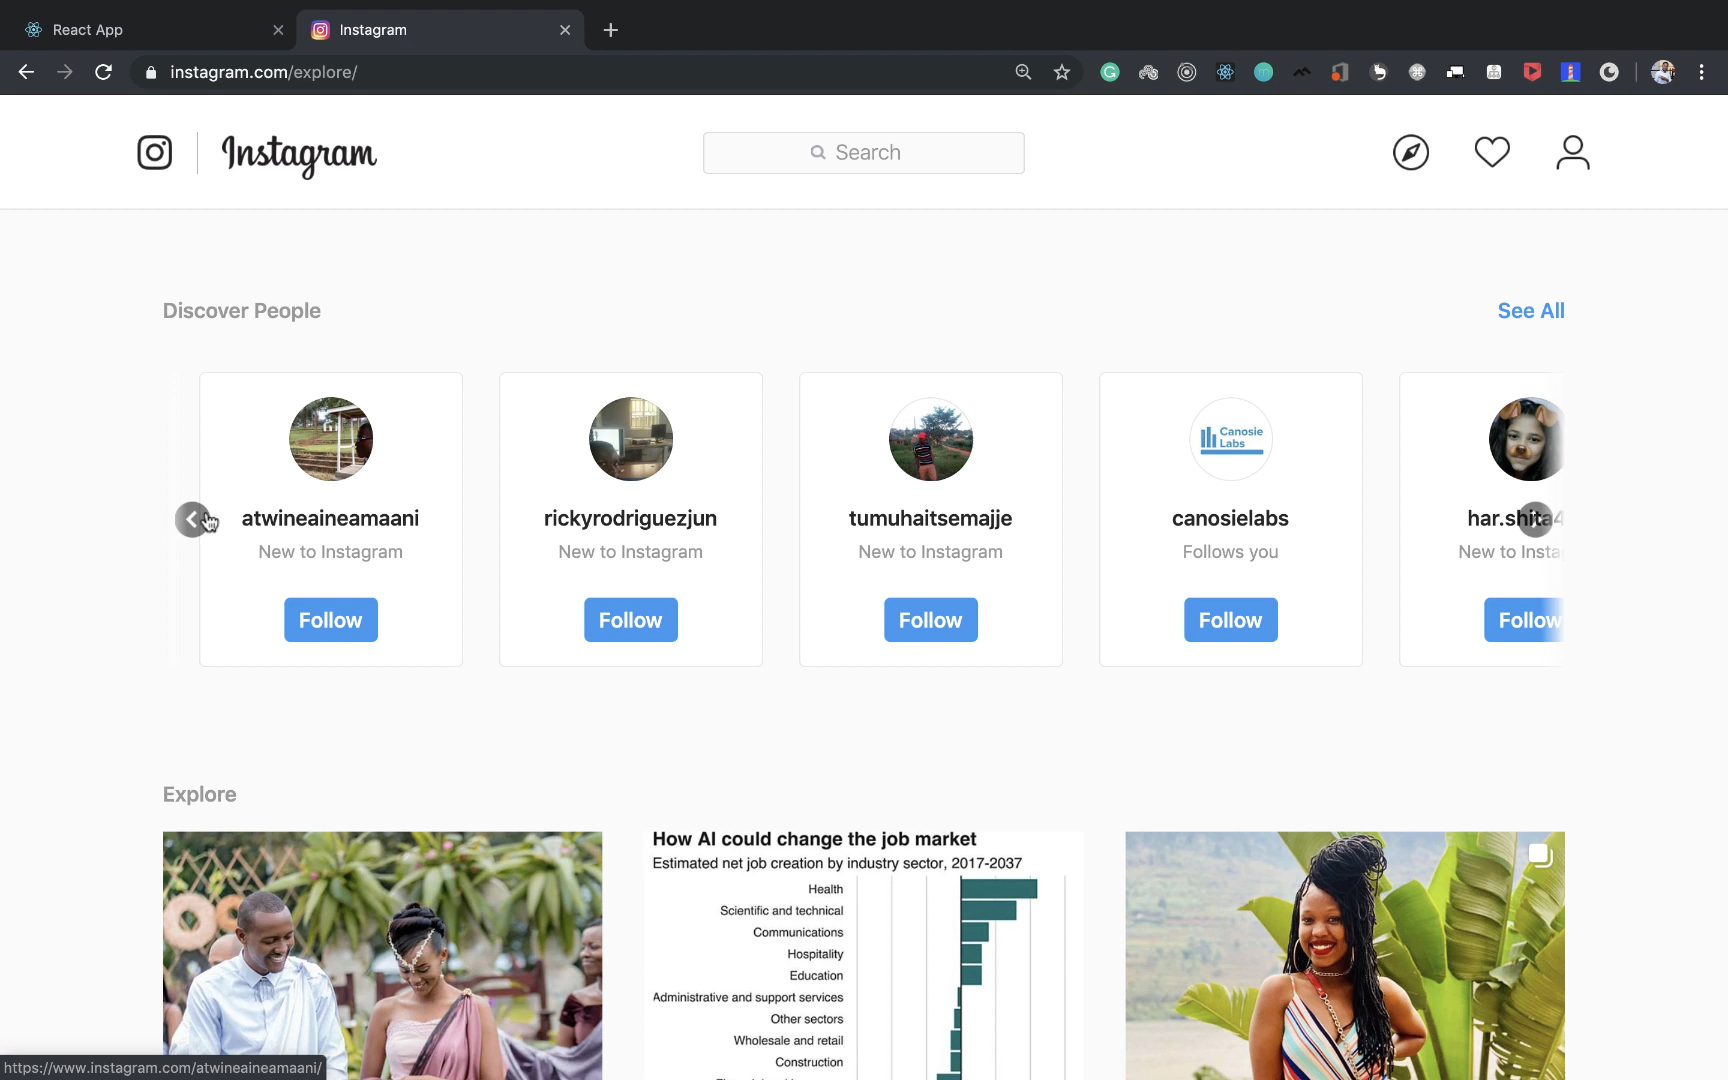 React App
Instagram
instagram.com/explore/
Instagram
Search
Discover People
See All
atwineaineamaani
New to Instagram
Follow
rickyrodriguezjun
New to Instagram
Follow
tumuhaitsemajje
New to Instagram
Follow
Canosie
Labs
canosielabs
Follows you
Follow
har.shita4
New to Insta
Follow
Explore
How AI could change the job market
Estimated net job creation by industry sector, 2017-2037
Health
Scientific and technical
Communications
Hospitality
Education
Administrative and support services
Other sectors
Wholesale and retail
Construction
https://www.instagram.com/atwineaineamaani/